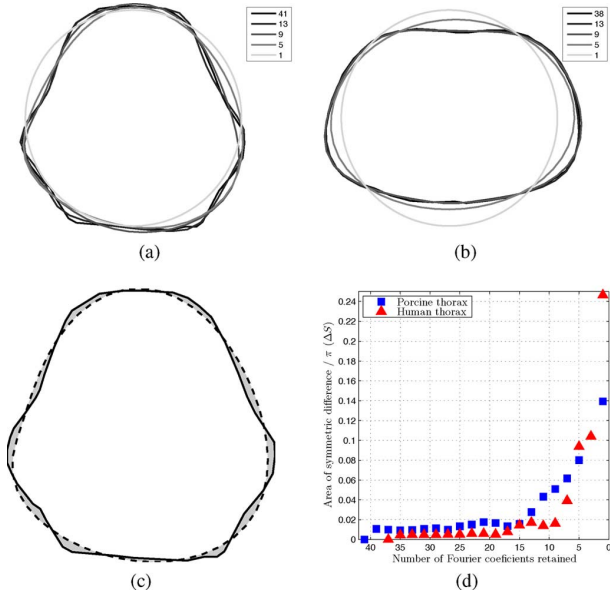 41
13
9
5
1
(a)
38
13
9
5
1
(b)
(c)
Porcine thorax
Human thorax
Area of symmetric difference / π (ΔS)
0.24
0.22
0.2
0.18
0.16
0.14
0.12
0.1
0.08
0.06
0.04
0.02
0
40 35 30 25 20 15 10 5 0
Number of Fourier coeficients retained
(d)